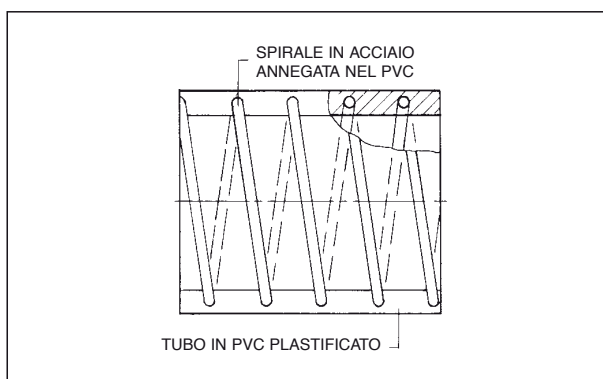 SPIRALE IN ACCIAIO
ANNEGATA NEL PVC
TUBO IN PVC PLASTIFICATO